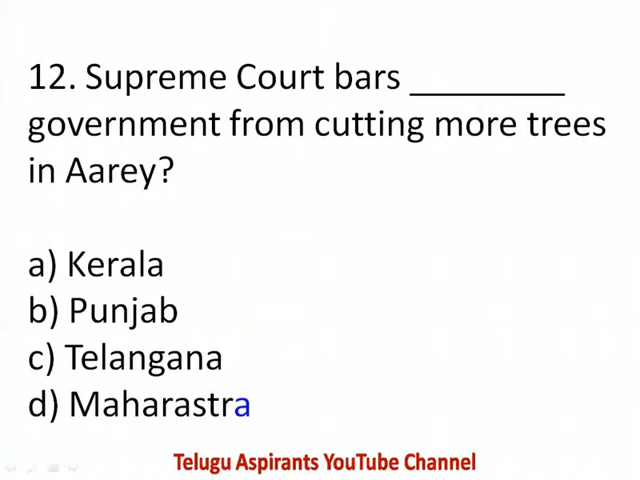 12. Supreme Court bars ________
government from cutting more trees
in Aarey?
a) Kerala
b) Punjab
c) Telangana
d) Maharastra
Telugu Aspirants YouTube Channel